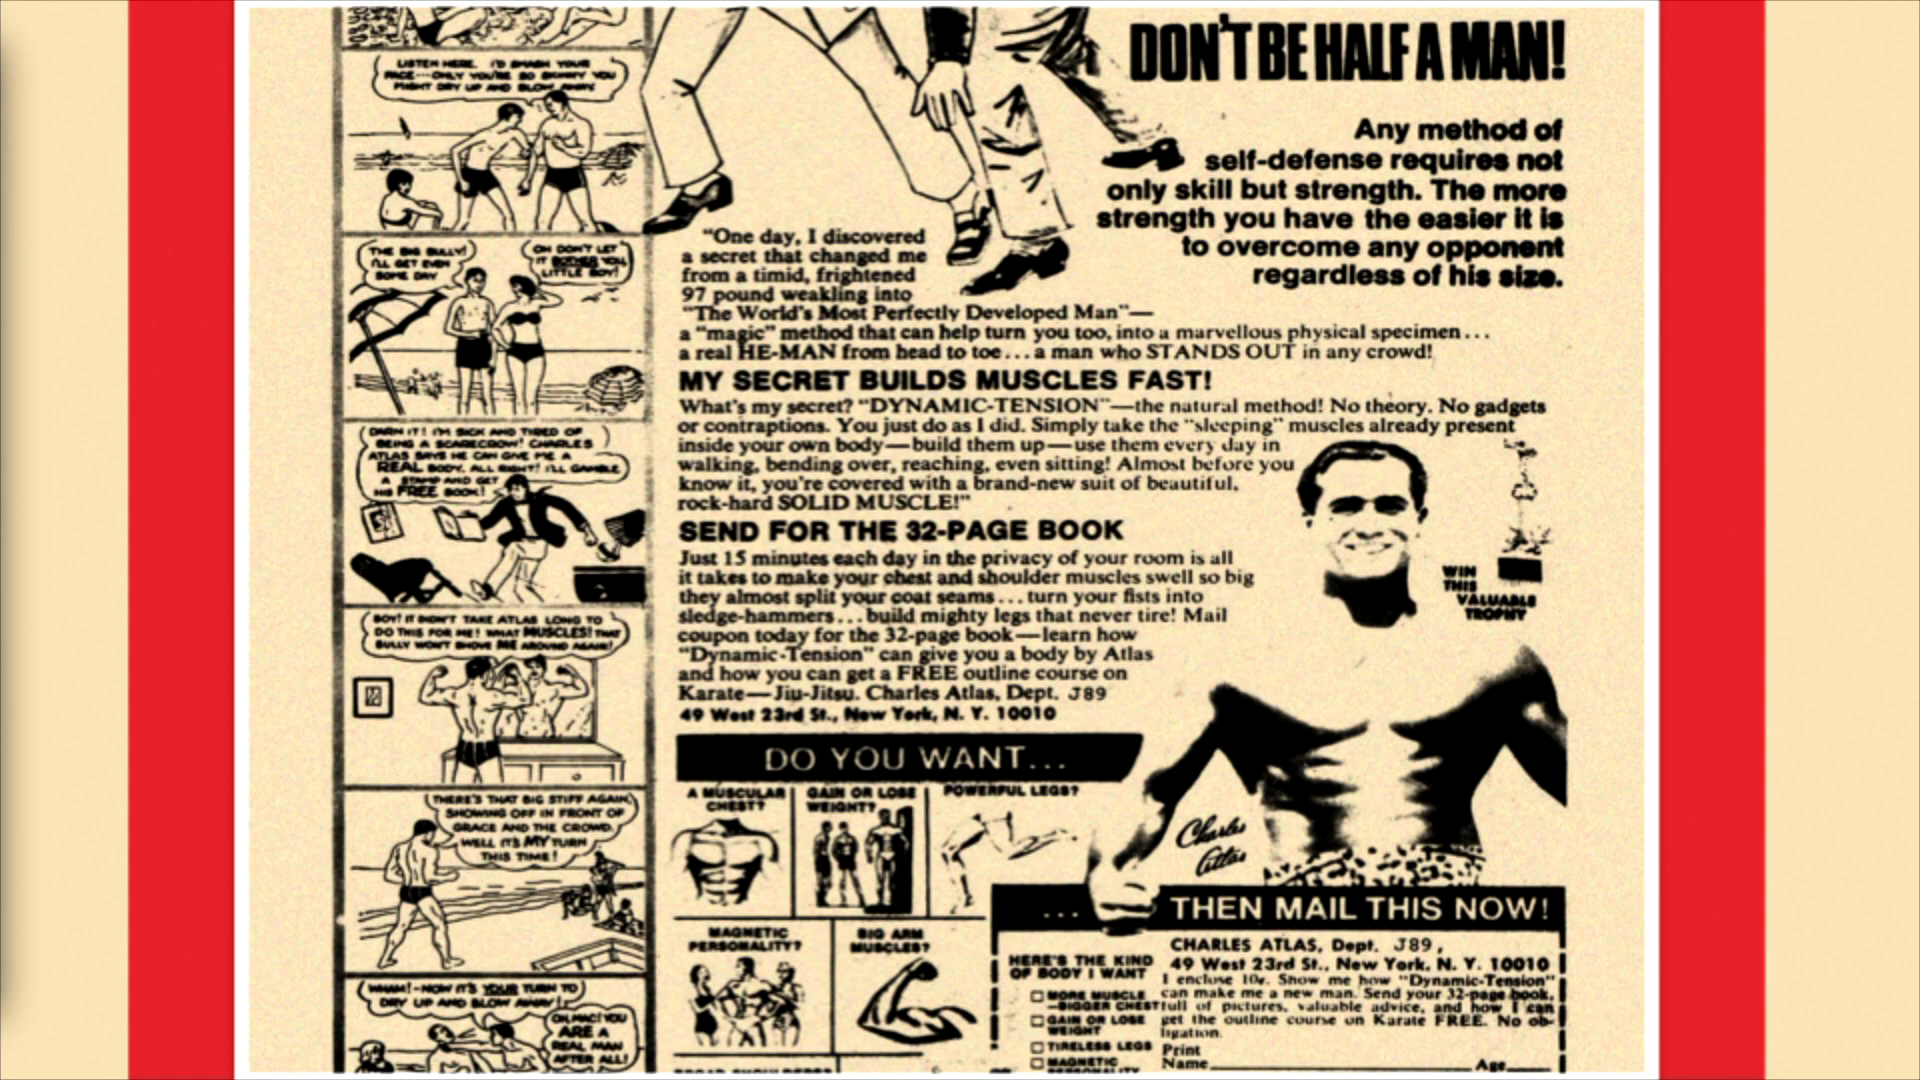 LISTEN HERE. I'D SMASH YOUR
FACE---ONLY YOU'RE SO SKINNY YOU
MIGHT DRY UP AND BLOW AWAY.
THE BIG BULLY!
I'LL GET EVEN
SOME DAY
OH DON'T LET
IT BOTHER YOU,
LITTLE BOY!
DARN IT! I'M SICK AND TIRED OF
BEING A SCARECROW! CHARLES
ATLAS SAYS HE CAN GIVE ME A
REAL BODY. ALL RIGHT! I'LL GAMBLE
A STAMP AND GET
HIS FREE BOOK!
BOY! IT DIDN'T TAKE ATLAS LONG TO
DO THIS FOR ME! WHAT MUSCLES! THAT
BULLY WON'T SHOVE ME AROUND AGAIN!
THERE'S THAT BIG STIFF AGAIN,
SHOWING OFF IN FRONT OF
GRACE AND THE CROWD.
WELL IT'S MY TURN
THIS TIME!
WHAM!-NOW IT'S YOUR TURN TO
DRY UP AND BLOW AWAY!
OH, MAC! YOU
ARE A
REAL MAN
AFTER ALL!
DON'T BE HALF A MAN!
Any method of
self-defense requires not
only skill but strength. The more
strength you have the easier it is
to overcome any opponent
regardless of his size.
"One day, I discovered
a secret that changed me
from a timid, frightened
97 pound weakling into
"The World's Most Perfectly Developed Man"—
a "magic" method that can help turn you too, into a marvellous physical specimen...
a real HE-MAN from head to toe...a man who STANDS OUT in any crowd!
MY SECRET BUILDS MUSCLES FAST!
What's my secret? "DYNAMIC-TENSION"—the natural method! No theory. No gadgets
or contraptions. You just do as I did. Simply take the "sleeping" muscles already present
inside your own body—build them up—use them every day in
walking, bending over, reaching, even sitting! Almost before you
know it, you're covered with a brand-new suit of beautiful,
rock-hard SOLID MUSCLE!"
SEND FOR THE 32-PAGE BOOK
Just 15 minutes each day in the privacy of your room is all
it takes to make your chest and shoulder muscles swell so big
they almost split your coat seams...turn your fists into
sledge-hammers...build mighty legs that never tire! Mail
coupon today for the 32-page book—learn how
"Dynamic-Tension" can give you a body by Atlas
and how you can get a FREE outline course on
Karate—Jiu-Jitsu. Charles Atlas, Dept. J89
49 West 23rd St., New York, N. Y. 10010
WIN
THIS
VALUABLE
TROPHY
DO YOU WANT...
A MUSCULAR
CHEST?
GAIN OR LOSE
WEIGHT?
POWERFUL LEGS?
MAGNETIC
PERSONALITY?
BIG ARM
MUSCLES?
Charles
Atlas
... THEN MAIL THIS NOW!
HERE'S THE KIND
OF BODY I WANT
MORE MUSCLE
—BIGGER CHEST
GAIN OR LOSE
WEIGHT
TIRELESS LEGS
MAGNETIC
CHARLES ATLAS, Dept. J89,
49 West 23rd St., New York, N. Y. 10010
I enclose 10¢. Show me how "Dynamic-Tension"
can make me a new man. Send your 32-page book,
full of pictures, valuable advice, and how I can
get the outline course on Karate FREE. No ob-
ligation.
Print
Name Age